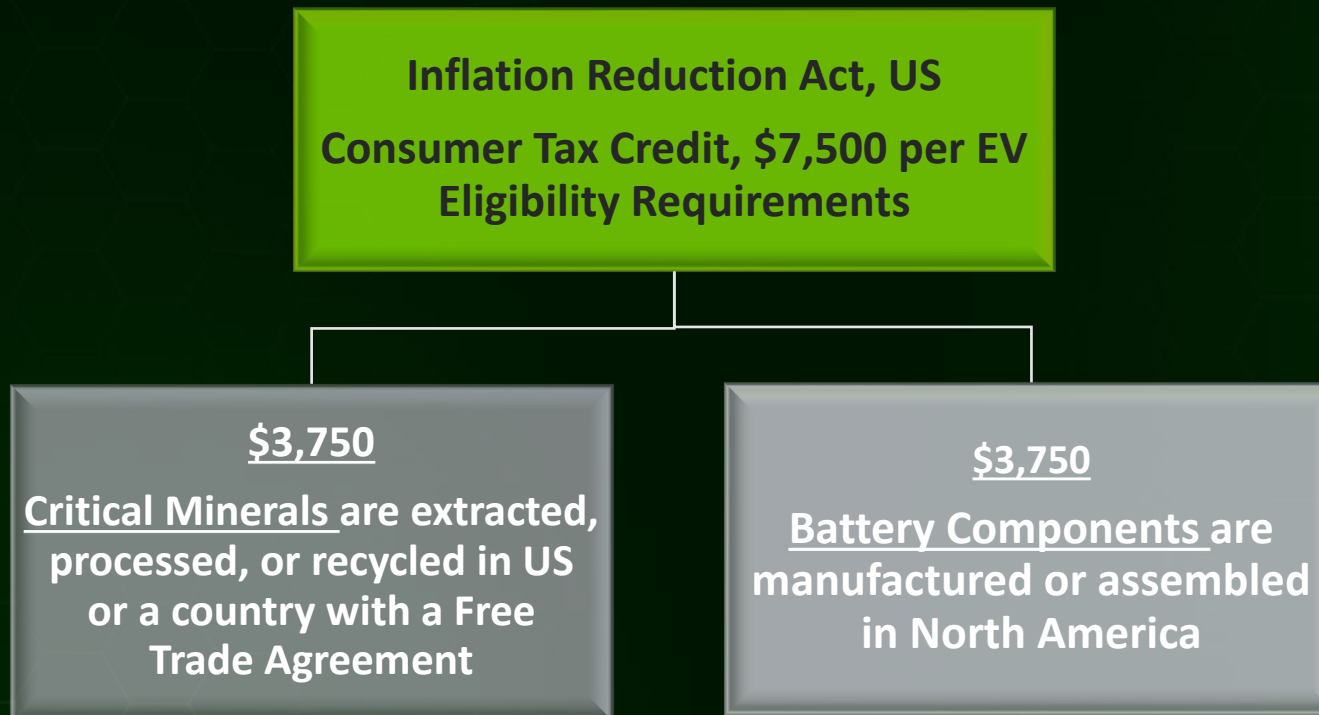 Inflation Reduction Act, US
Consumer Tax Credit, $7,500 per EV
Eligibility Requirements
$3,750
Critical Minerals are extracted,
processed, or recycled in US
or a country with a Free
Trade Agreement
$3,750
Battery Components are
manufactured or assembled
in North America